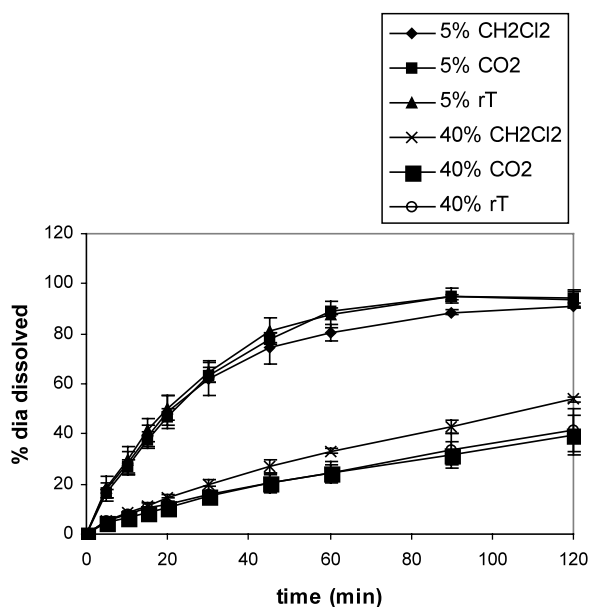 5% CH2Cl2
5% CO2
5% rT
40% CH2Cl2
40% CO2
40% rT
120
100
80
60
40
20
0
% dia dissolved
0 20 40 60 80 100 120
time (min)